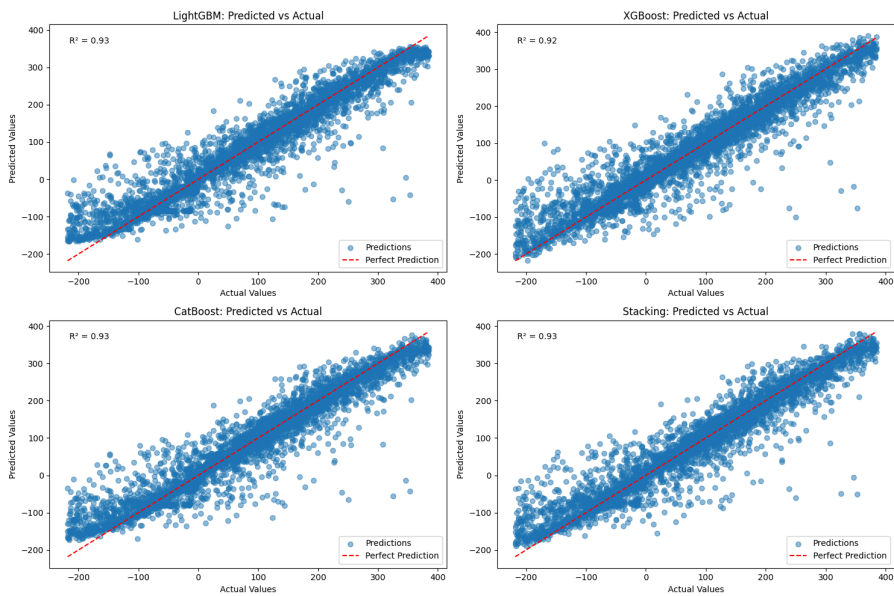 LightGBM: Predicted vs Actual
R² = 0.93
400
300
200
100
0
−100
−200
Predicted Values
Predictions
Perfect Prediction
−200 −100 0 100 200 300 400
Actual Values
XGBoost: Predicted vs Actual
R² = 0.92
400
300
200
100
0
−100
−200
Predicted Values
Predictions
Perfect Prediction
−200 −100 0 100 200 300 400
Actual Values
CatBoost: Predicted vs Actual
R² = 0.93
400
300
200
100
0
−100
−200
Predicted Values
Predictions
Perfect Prediction
−200 −100 0 100 200 300 400
Actual Values
Stacking: Predicted vs Actual
R² = 0.93
400
300
200
100
0
−100
−200
Predicted Values
Predictions
Perfect Prediction
−200 −100 0 100 200 300 400
Actual Values